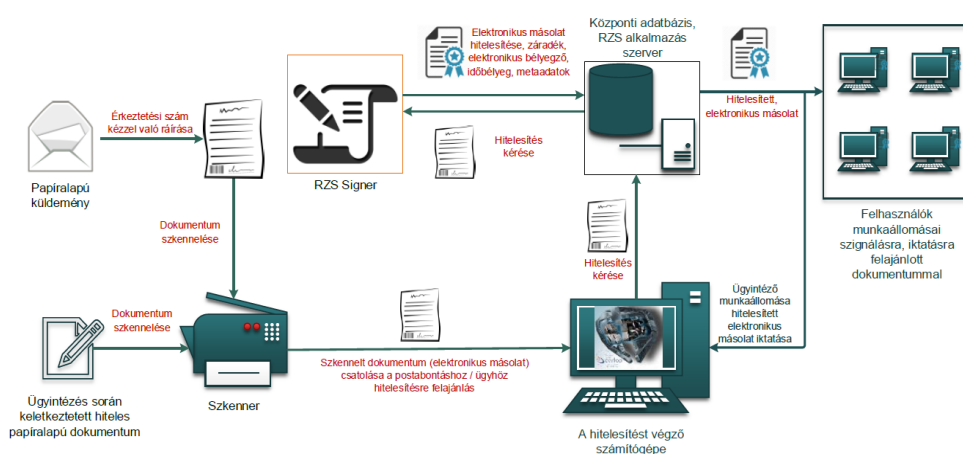 Elektronikus másolat
hitelesítése, záradék,
elektronikus bélyegző,
időbélyeg, metaadatok
Központi adatbázis,
RZS alkalmazás
szerver
Érkeztetési szám
kézzel való ráírása
Hitelesítés
kérése
Hitelesített,
elektronikus másolat
RZS Signer
Papíralapú
küldemény
Dokumentum
szkennelése
Hitelesítés
kérése
Felhasználók
munkaállomásai
szignálásra, iktatásra
felajánlott
dokumentummal
Dokumentum
szkennelése
Ügyintéző
munkaállomása
hitelesített
elektronikus
másolat iktatása
Szkennelt dokumentum (elektronikus másolat)
csatolása a postabontáshoz / ügyhöz
hitelesítésre felajánlás
Szkenner
Ügyintézés során
keletkeztetett hiteles
papíralapú dokumentum
A hitelesítést végző
számítógépe